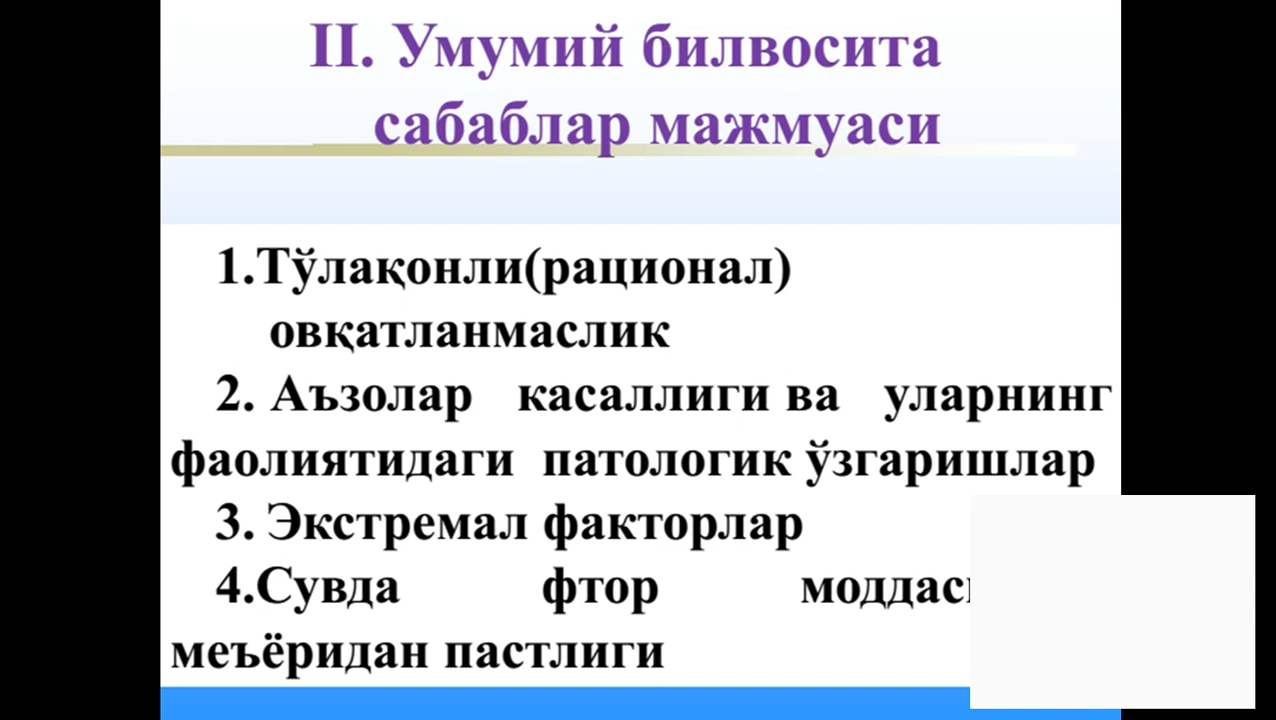 II. Умумий билвосита
сабаблар мажмуаси
1.Тўлақонли(рационал)
овқатланмаслик
2. Аъзолар касаллиги ва уларнинг
фаолиятидаги патологик ўзгаришлар
3. Экстремал факторлар
4.Сувда фтор
меъёридан пастлиги